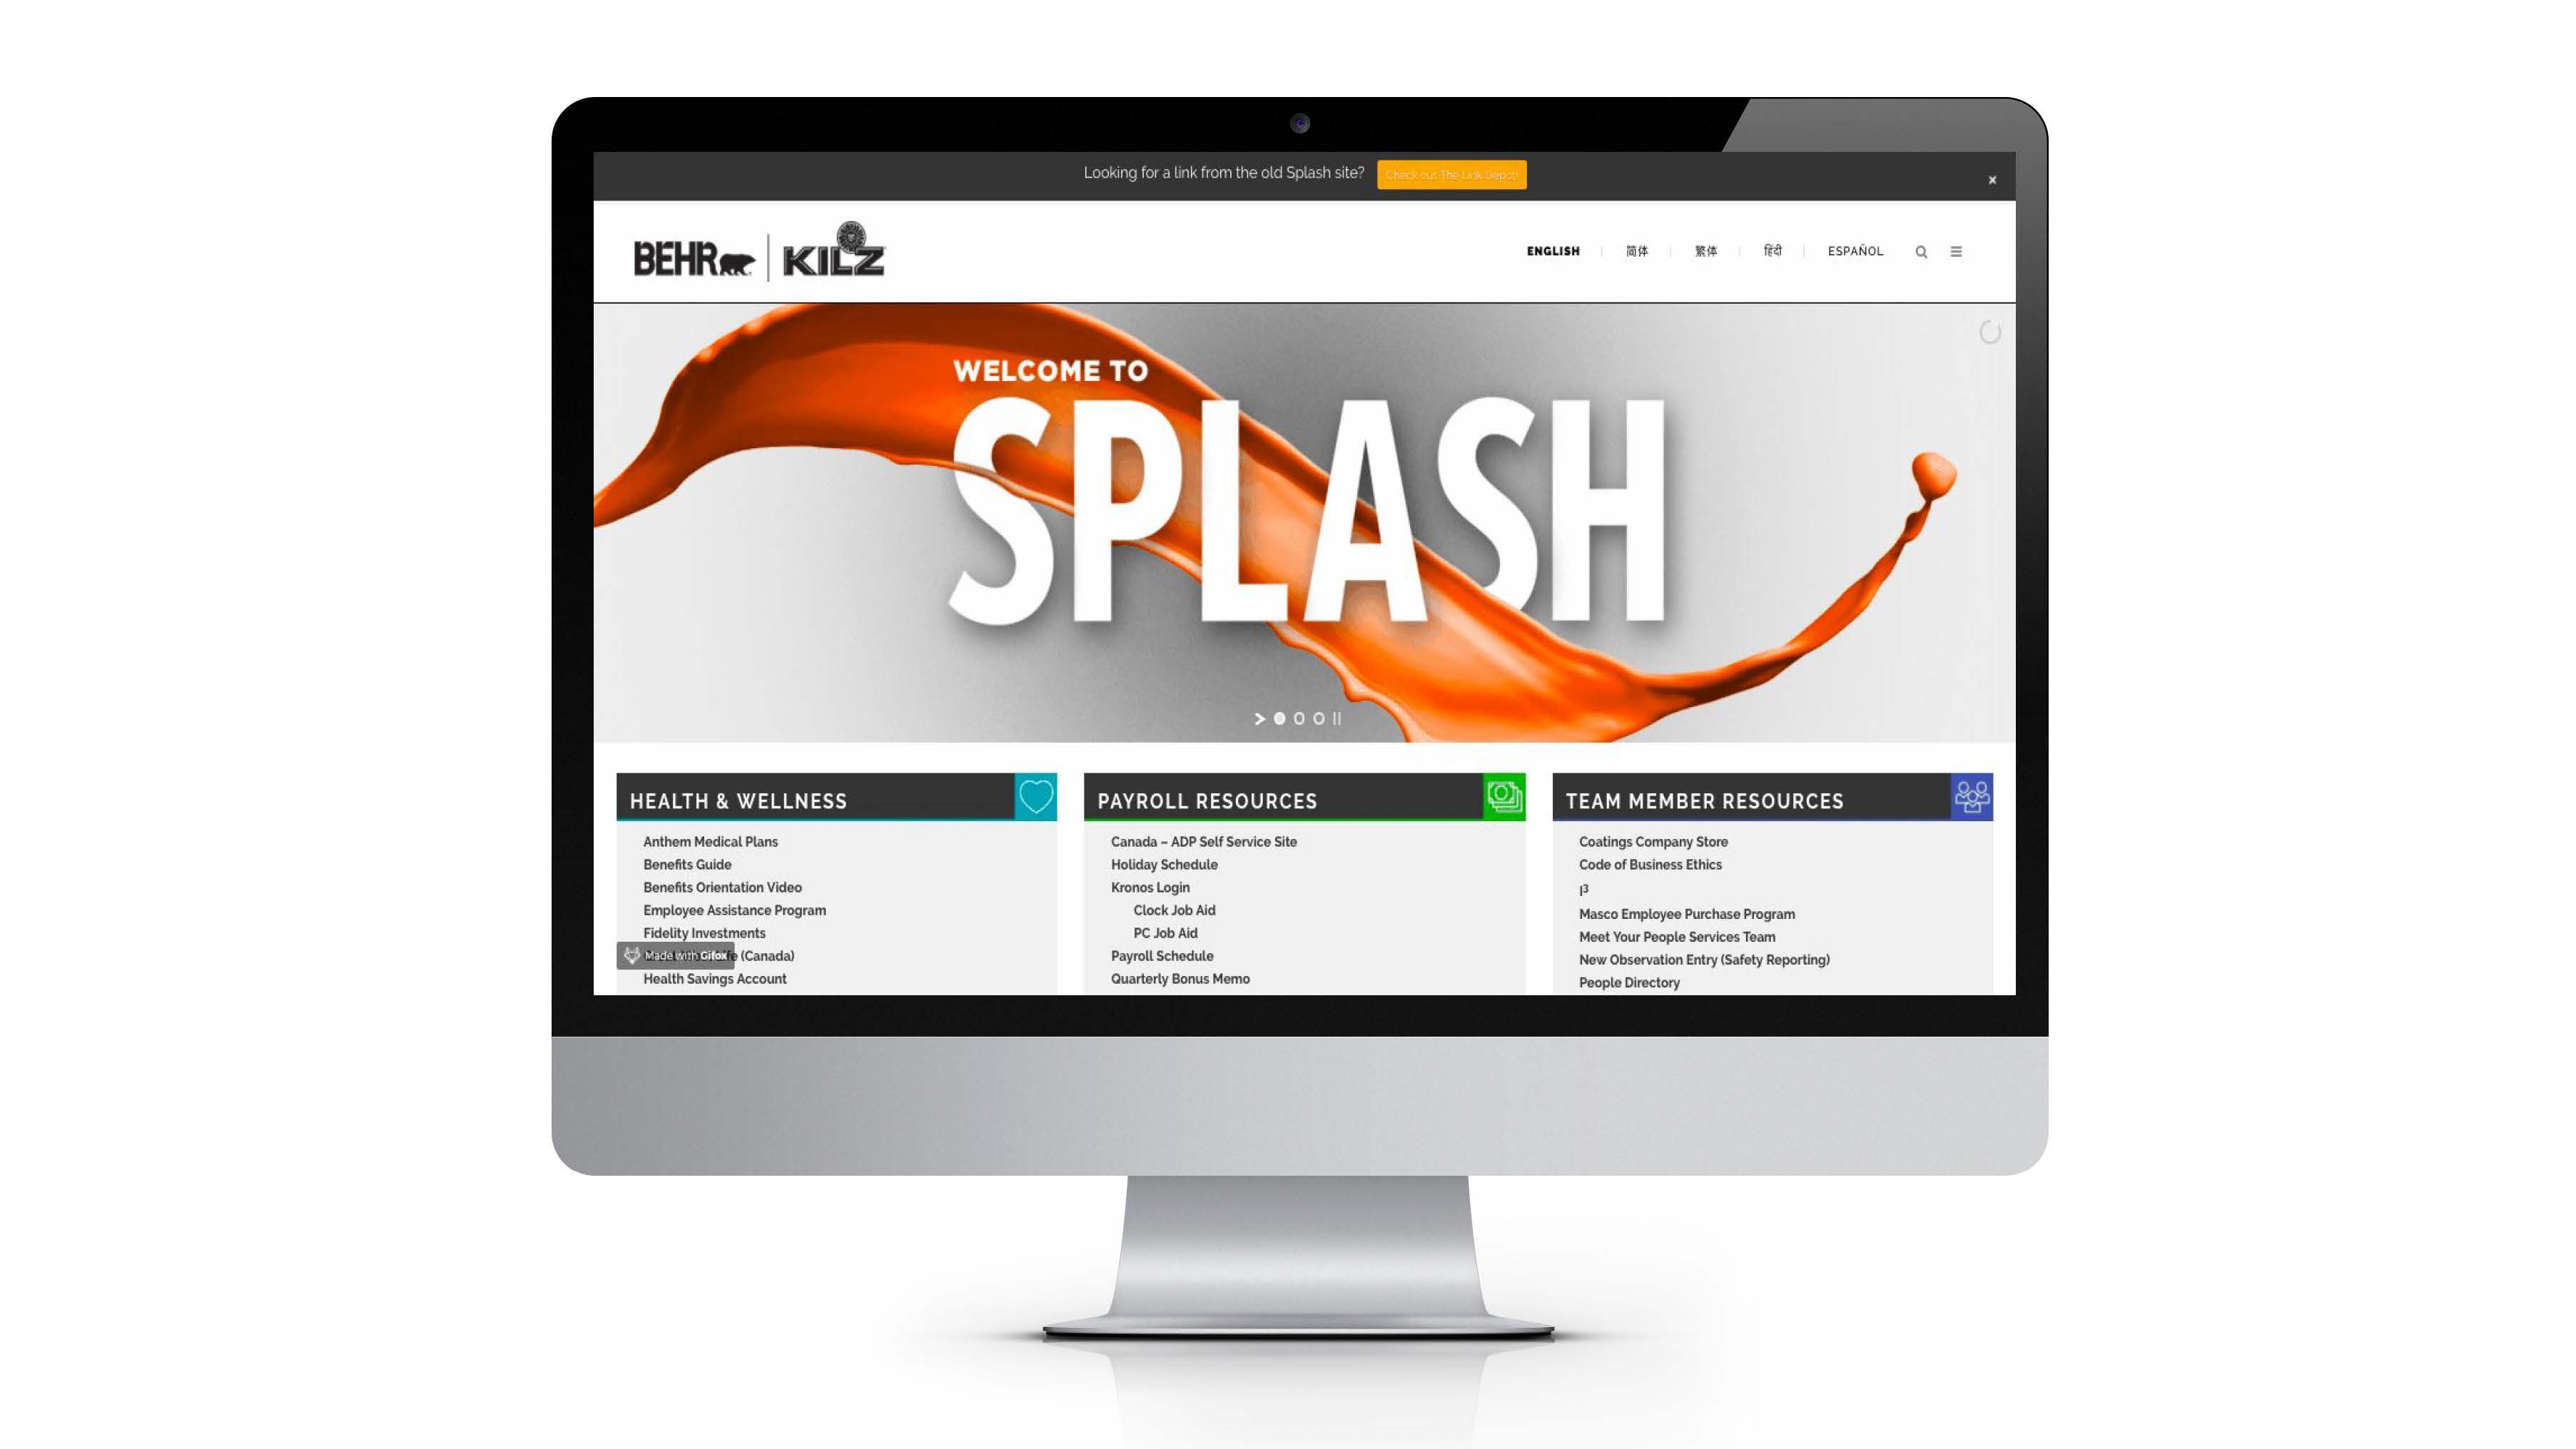 Looking for a link from the old Splash site?
Check out The Link Depot!
BEHR KILZ
ENGLISH 简体 繁体 हिंदी ESPAÑOL
WELCOME TO
SPLASH
HEALTH & WELLNESS
Anthem Medical Plans
Benefits Guide
Benefits Orientation Video
Employee Assistance Program
Fidelity Investments
(Canada)
Made with Gifox
Health Savings Account
PAYROLL RESOURCES
Canada – ADP Self Service Site
Holiday Schedule
Kronos Login
Clock Job Aid
PC Job Aid
Payroll Schedule
Quarterly Bonus Memo
TEAM MEMBER RESOURCES
Coatings Company Store
Code of Business Ethics
I³
Masco Employee Purchase Program
Meet Your People Services Team
New Observation Entry (Safety Reporting)
People Directory